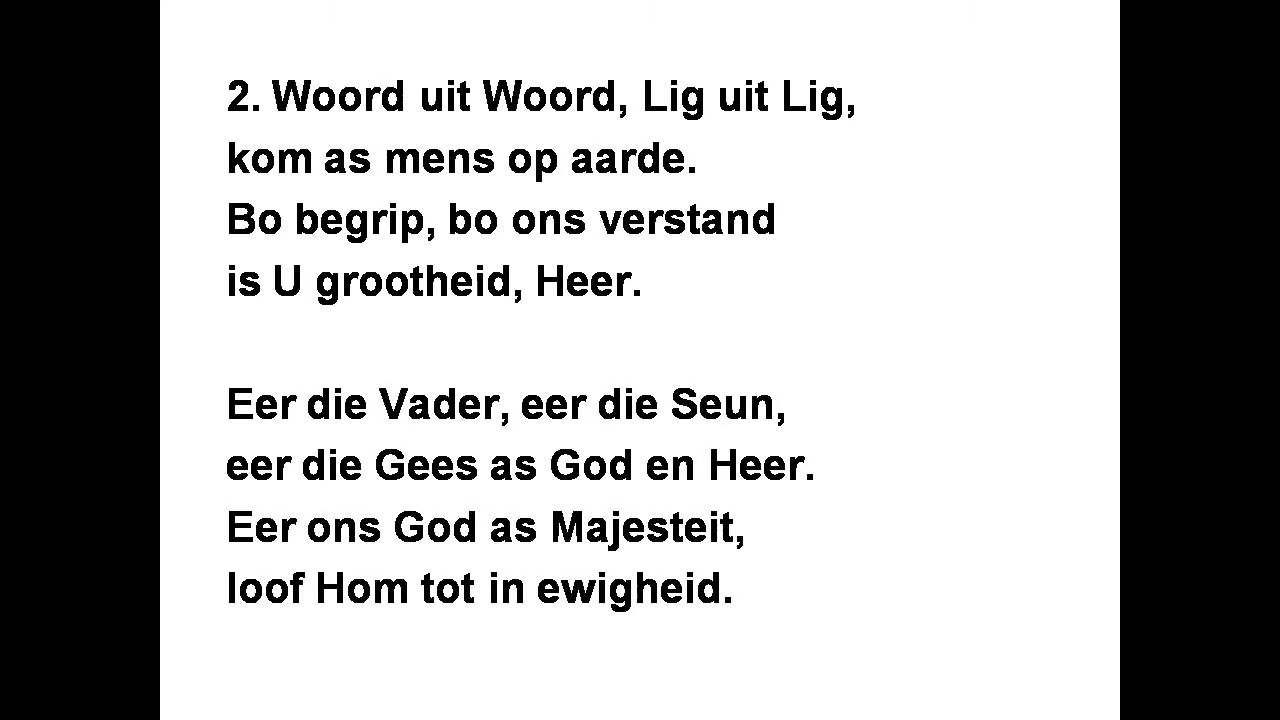 2. Woord uit Woord, Lig uit Lig,
kom as mens op aarde.
Bo begrip, bo ons verstand
is U grootheid, Heer.
Eer die Vader, eer die Seun,
eer die Gees as God en Heer.
Eer ons God as Majesteit,
loof Hom tot in ewigheid.